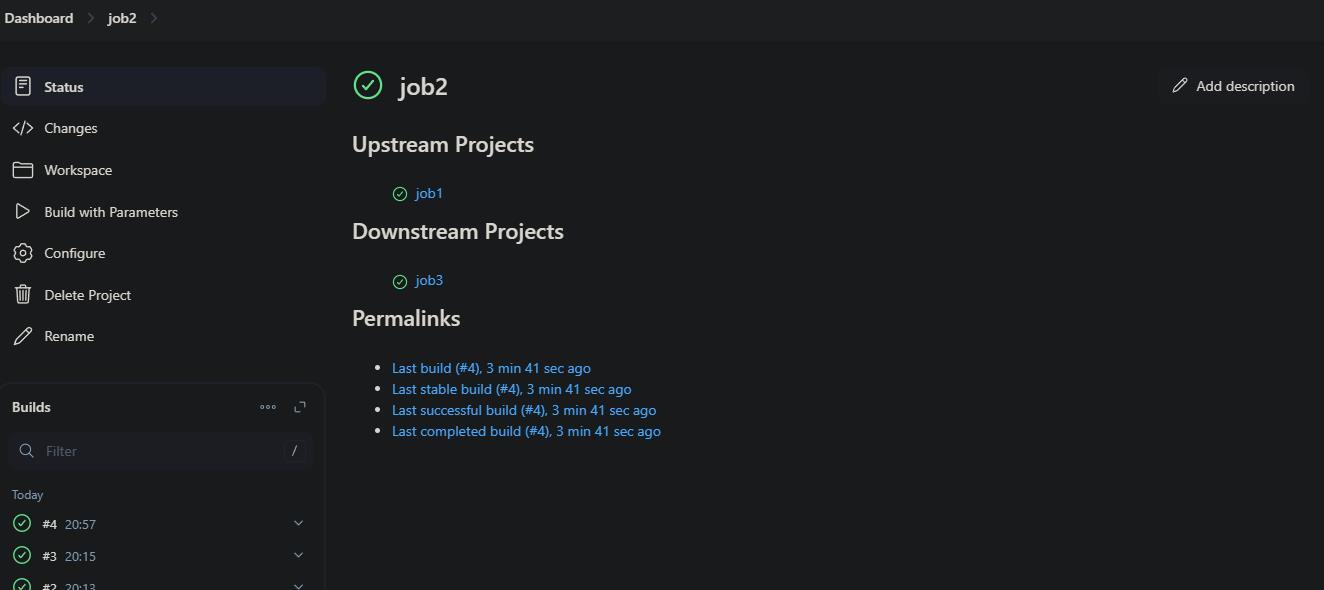 Dashboard > job2 >
Status
Changes
Workspace
Build with Parameters
Configure
Delete Project
Rename
Builds
Filter /
Today
#4 20:57
#3 20:15
#2 20:13
job2
Add description
Upstream Projects
job1
Downstream Projects
job3
Permalinks
Last build (#4), 3 min 41 sec ago
Last stable build (#4), 3 min 41 sec ago
Last successful build (#4), 3 min 41 sec ago
Last completed build (#4), 3 min 41 sec ago